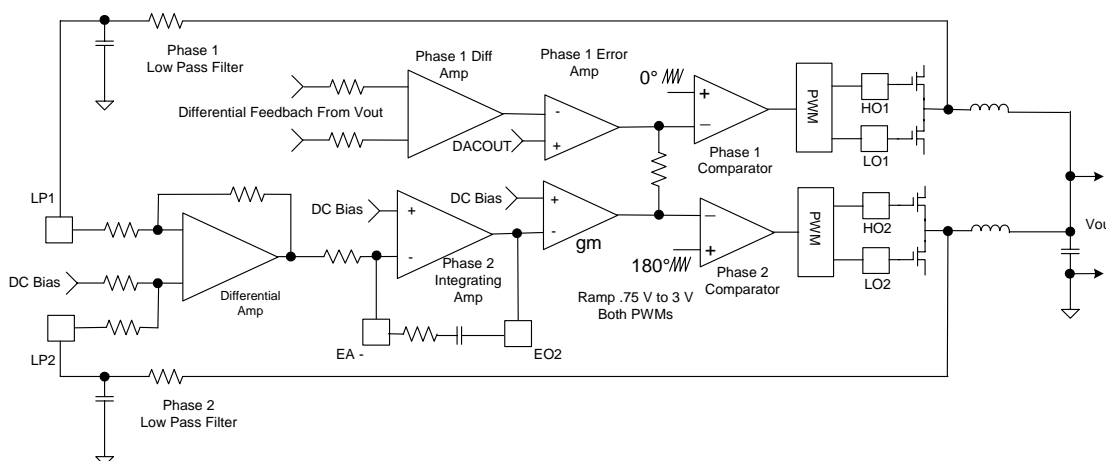 Phase 1
Low Pass Filter
Phase 1 Diff
Amp
Phase 1 Error
Amp
Differential Feedbach From Vout
DACOUT
0°
+
−
-
+
Phase 1
Comparator
PWM
HO1
LO1
LP1
DC Bias
LP2
Differential
Amp
DC Bias
+
-
Phase 2
Integrating
Amp
EA -
EO2
DC Bias
+
-
gm
180°
−
+
Phase 2
Comparator
Ramp .75 V to 3 V
Both PWMs
PWM
HO2
LO2
Vou
Phase 2
Low Pass Filter